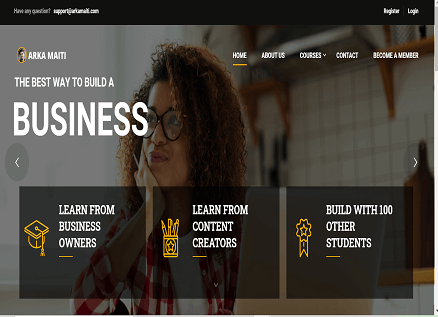 Have any question? support@arkamaiti.com Register Login
ARKA MAITI HOME ABOUT US COURSES CONTACT BECOME A MEMBER
THE BEST WAY TO BUILD A
BUSINESS
LEARN FROM
BUSINESS
OWNERS
LEARN FROM
CONTENT
CREATORS
BUILD WITH 100
OTHER
STUDENTS